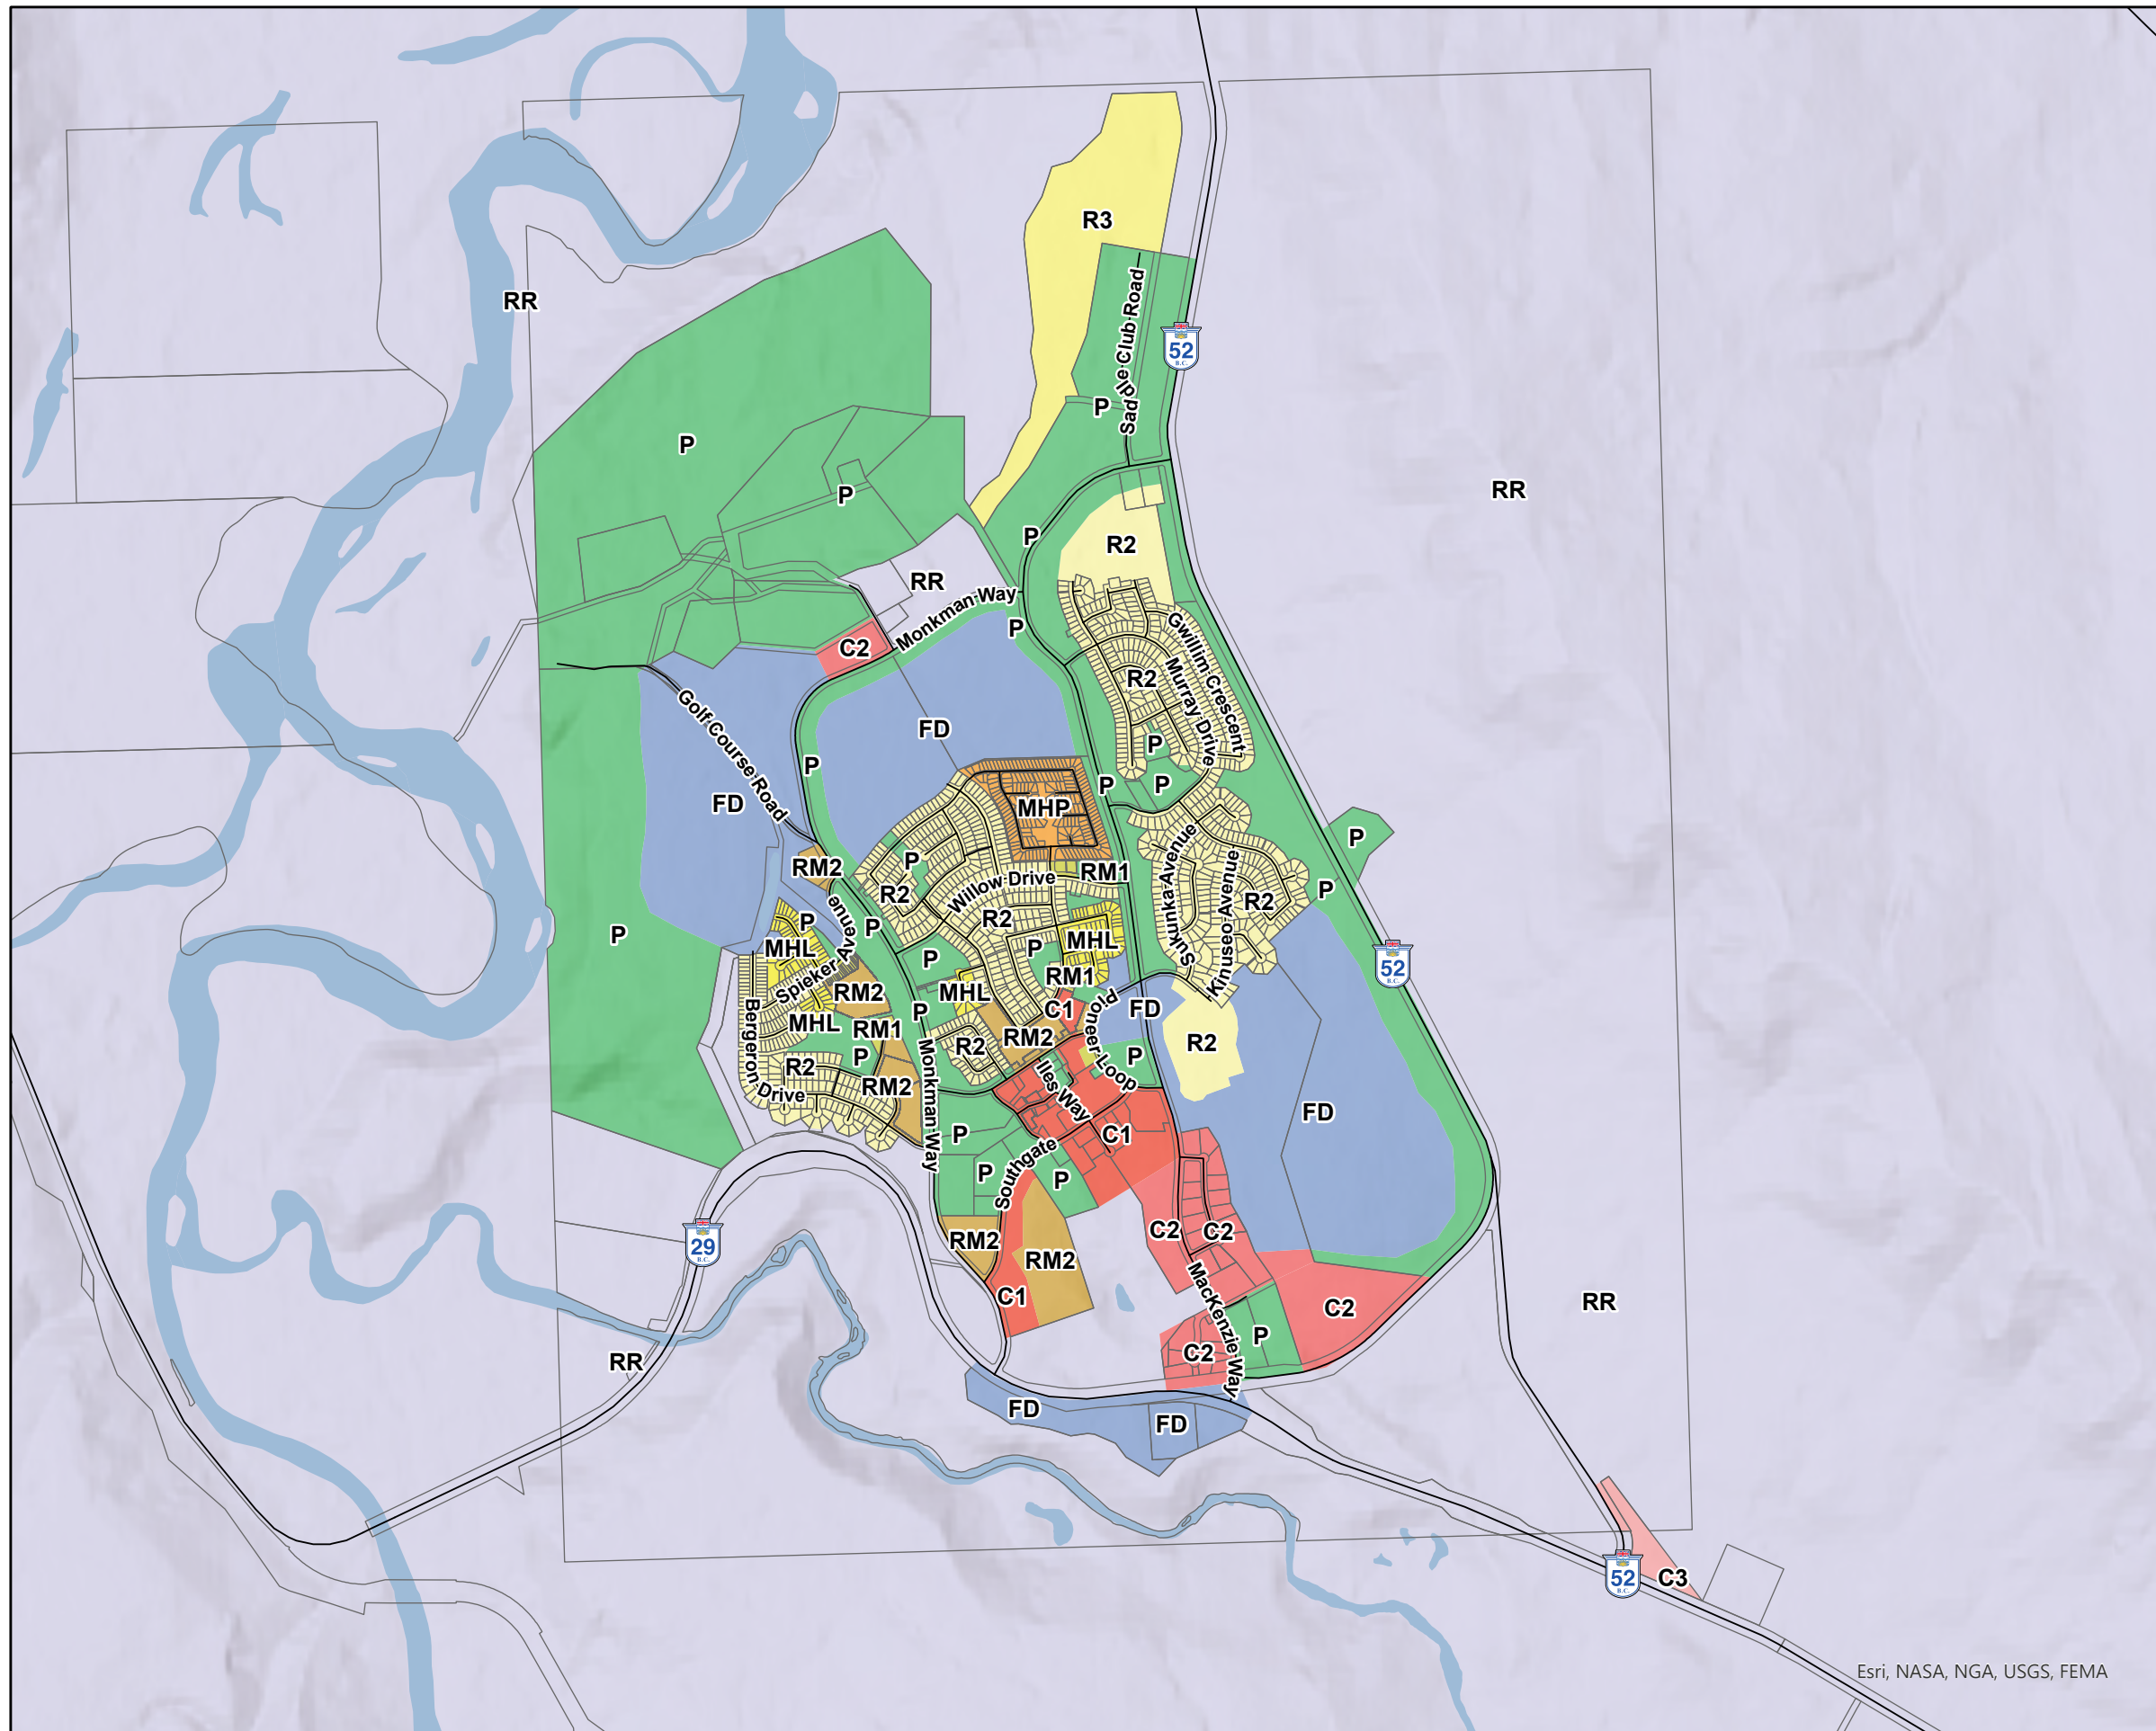 R3
RR
Saddle Club Road
52
B.C.
P
P
P
RR
P
P
R2
RR
Monkman Way
P
C2
Gwillim Crescent
R2
Murray Drive
Golf Course Road
FD
P
P
P
P
FD
MHP
P
RM2
P
RM1
Willow Drive
Sukunka Avenue
Kinuseo Avenue
R2
R2
P
R2
P
Spieker Avenue
P
P
MHL
MHL
P
P
52
B.C.
RM1
RM2
MHL
P
C1
Pioneer Loop
FD
Bergeron Drive
MHL
RM1
RM2
R2
R2
P
P
R2
RM2
Iles Way
Monkman Way
FD
P
C1
Southgate
P
P
29
B.C.
RM2
RM2
C2
C2
C1
MacKenzie Way
C2
RR
P
C2
RR
FD
FD
52
B.C.
C3
Esri, NASA, NGA, USGS, FEMA